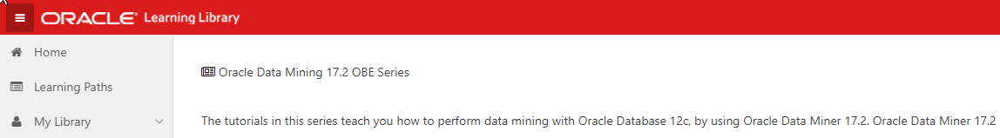 ORACLE Learning Library
Home
Oracle Data Mining 17.2 OBE Series
Learning Paths
My Library
The tutorials in this series teach you how to perform data mining with Oracle Database 12c, by using Oracle Data Miner 17.2. Oracle Data Miner 17.2